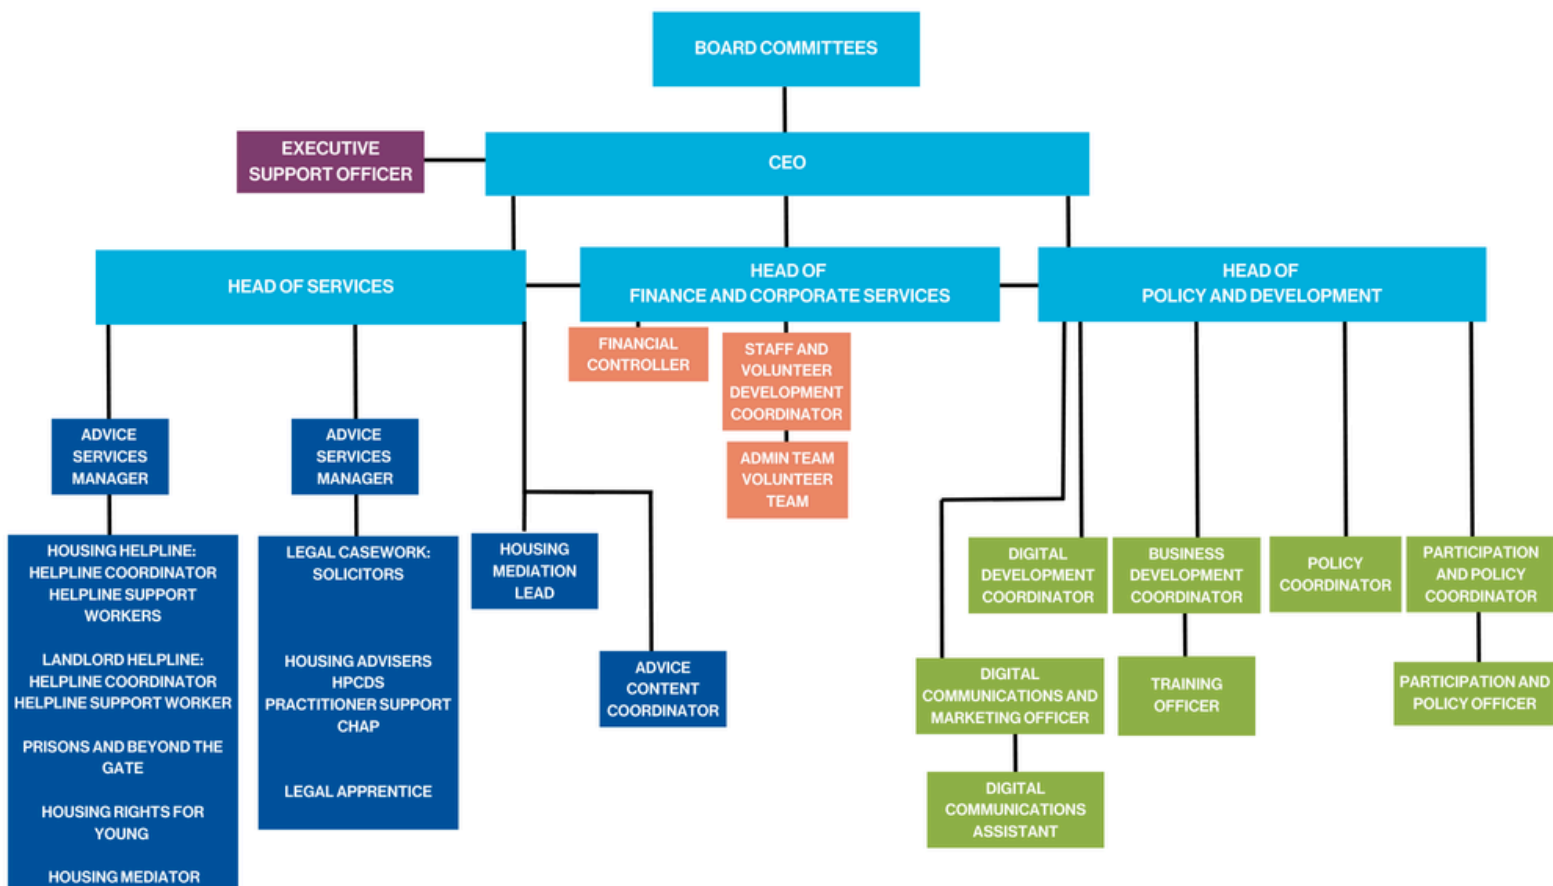 BOARD COMMITTEES
EXECUTIVE
SUPPORT OFFICER
CEO
HEAD OF SERVICES
HEAD OF
FINANCE AND CORPORATE SERVICES
HEAD OF
POLICY AND DEVELOPMENT
FINANCIAL
CONTROLLER
STAFF AND
VOLUNTEER
DEVELOPMENT
COORDINATOR
ADMIN TEAM
VOLUNTEER
TEAM
ADVICE
SERVICES
MANAGER
ADVICE
SERVICES
MANAGER
HOUSING HELPLINE:
HELPLINE COORDINATOR
HELPLINE SUPPORT
WORKERS
LANDLORD HELPLINE:
HELPLINE COORDINATOR
HELPLINE SUPPORT WORKER
PRISONS AND BEYOND THE
GATE
HOUSING RIGHTS FOR
YOUNG
HOUSING MEDIATOR
LEGAL CASEWORK:
SOLICITORS
HOUSING ADVISERS
HPCDS
PRACTITIONER SUPPORT
CHAP
LEGAL APPRENTICE
HOUSING
MEDIATION
LEAD
ADVICE
CONTENT
COORDINATOR
DIGITAL
DEVELOPMENT
COORDINATOR
BUSINESS
DEVELOPMENT
COORDINATOR
POLICY
COORDINATOR
PARTICIPATION
AND POLICY
COORDINATOR
DIGITAL
COMMUNICATIONS AND
MARKETING OFFICER
TRAINING
OFFICER
PARTICIPATION AND
POLICY OFFICER
DIGITAL
COMMUNICATIONS
ASSISTANT